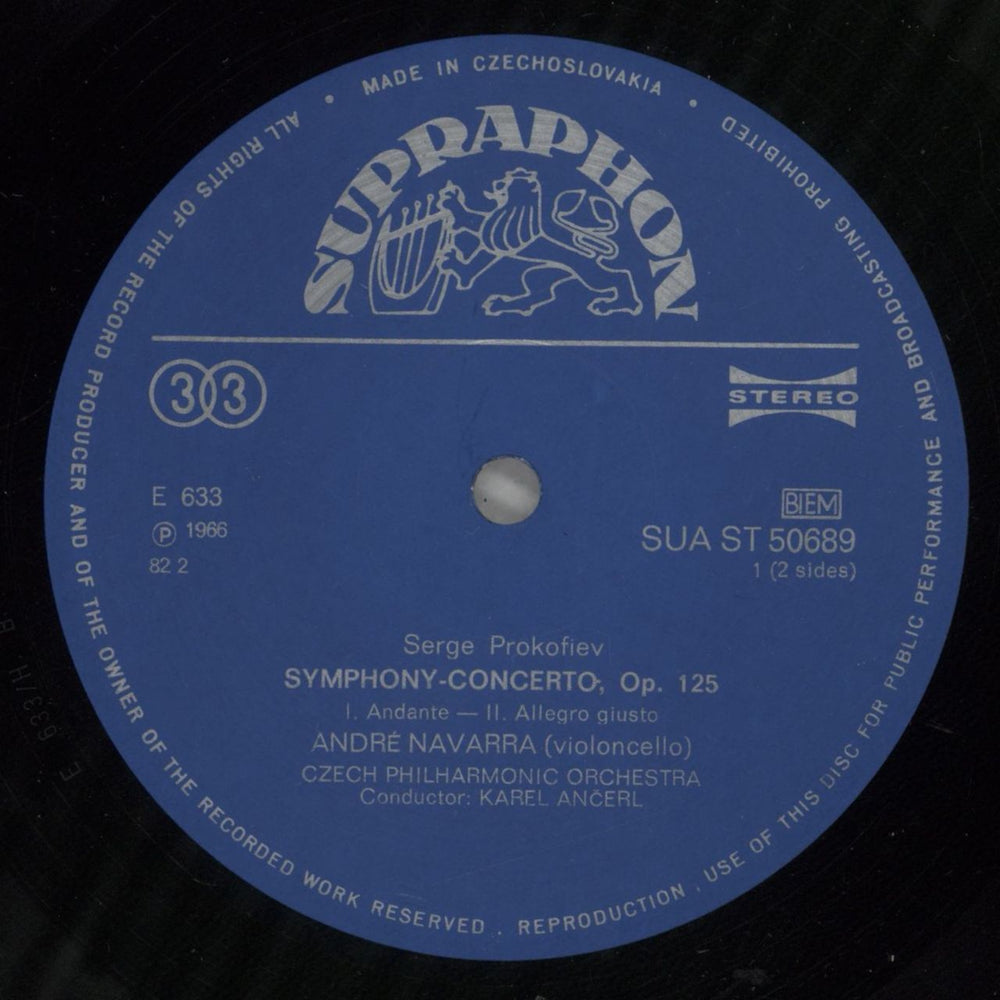 MADE IN CZECHOSLOVAKIA
ALL RIGHTS OF THE RECORD PRODUCER AND OF THE OWNER OF THE RECORDED WORK RESERVED . REPRODUCTION , USE OF THIS DISC FOR PUBLIC PERFORMANCE AND BROADCASTING PROHIBITED
SUPRAPHON
33
STEREO
E 633
BIEM
Ⓟ 1966
SUA ST 50689
82 2
1 (2 sides)
Serge Prokofiev
SYMPHONY-CONCERTO, Op. 125
I. Andante — II. Allegro giusto
ANDRÉ NAVARRA (violoncello)
CZECH PHILHARMONIC ORCHESTRA
Conductor: KAREL ANČERL
E 633/H